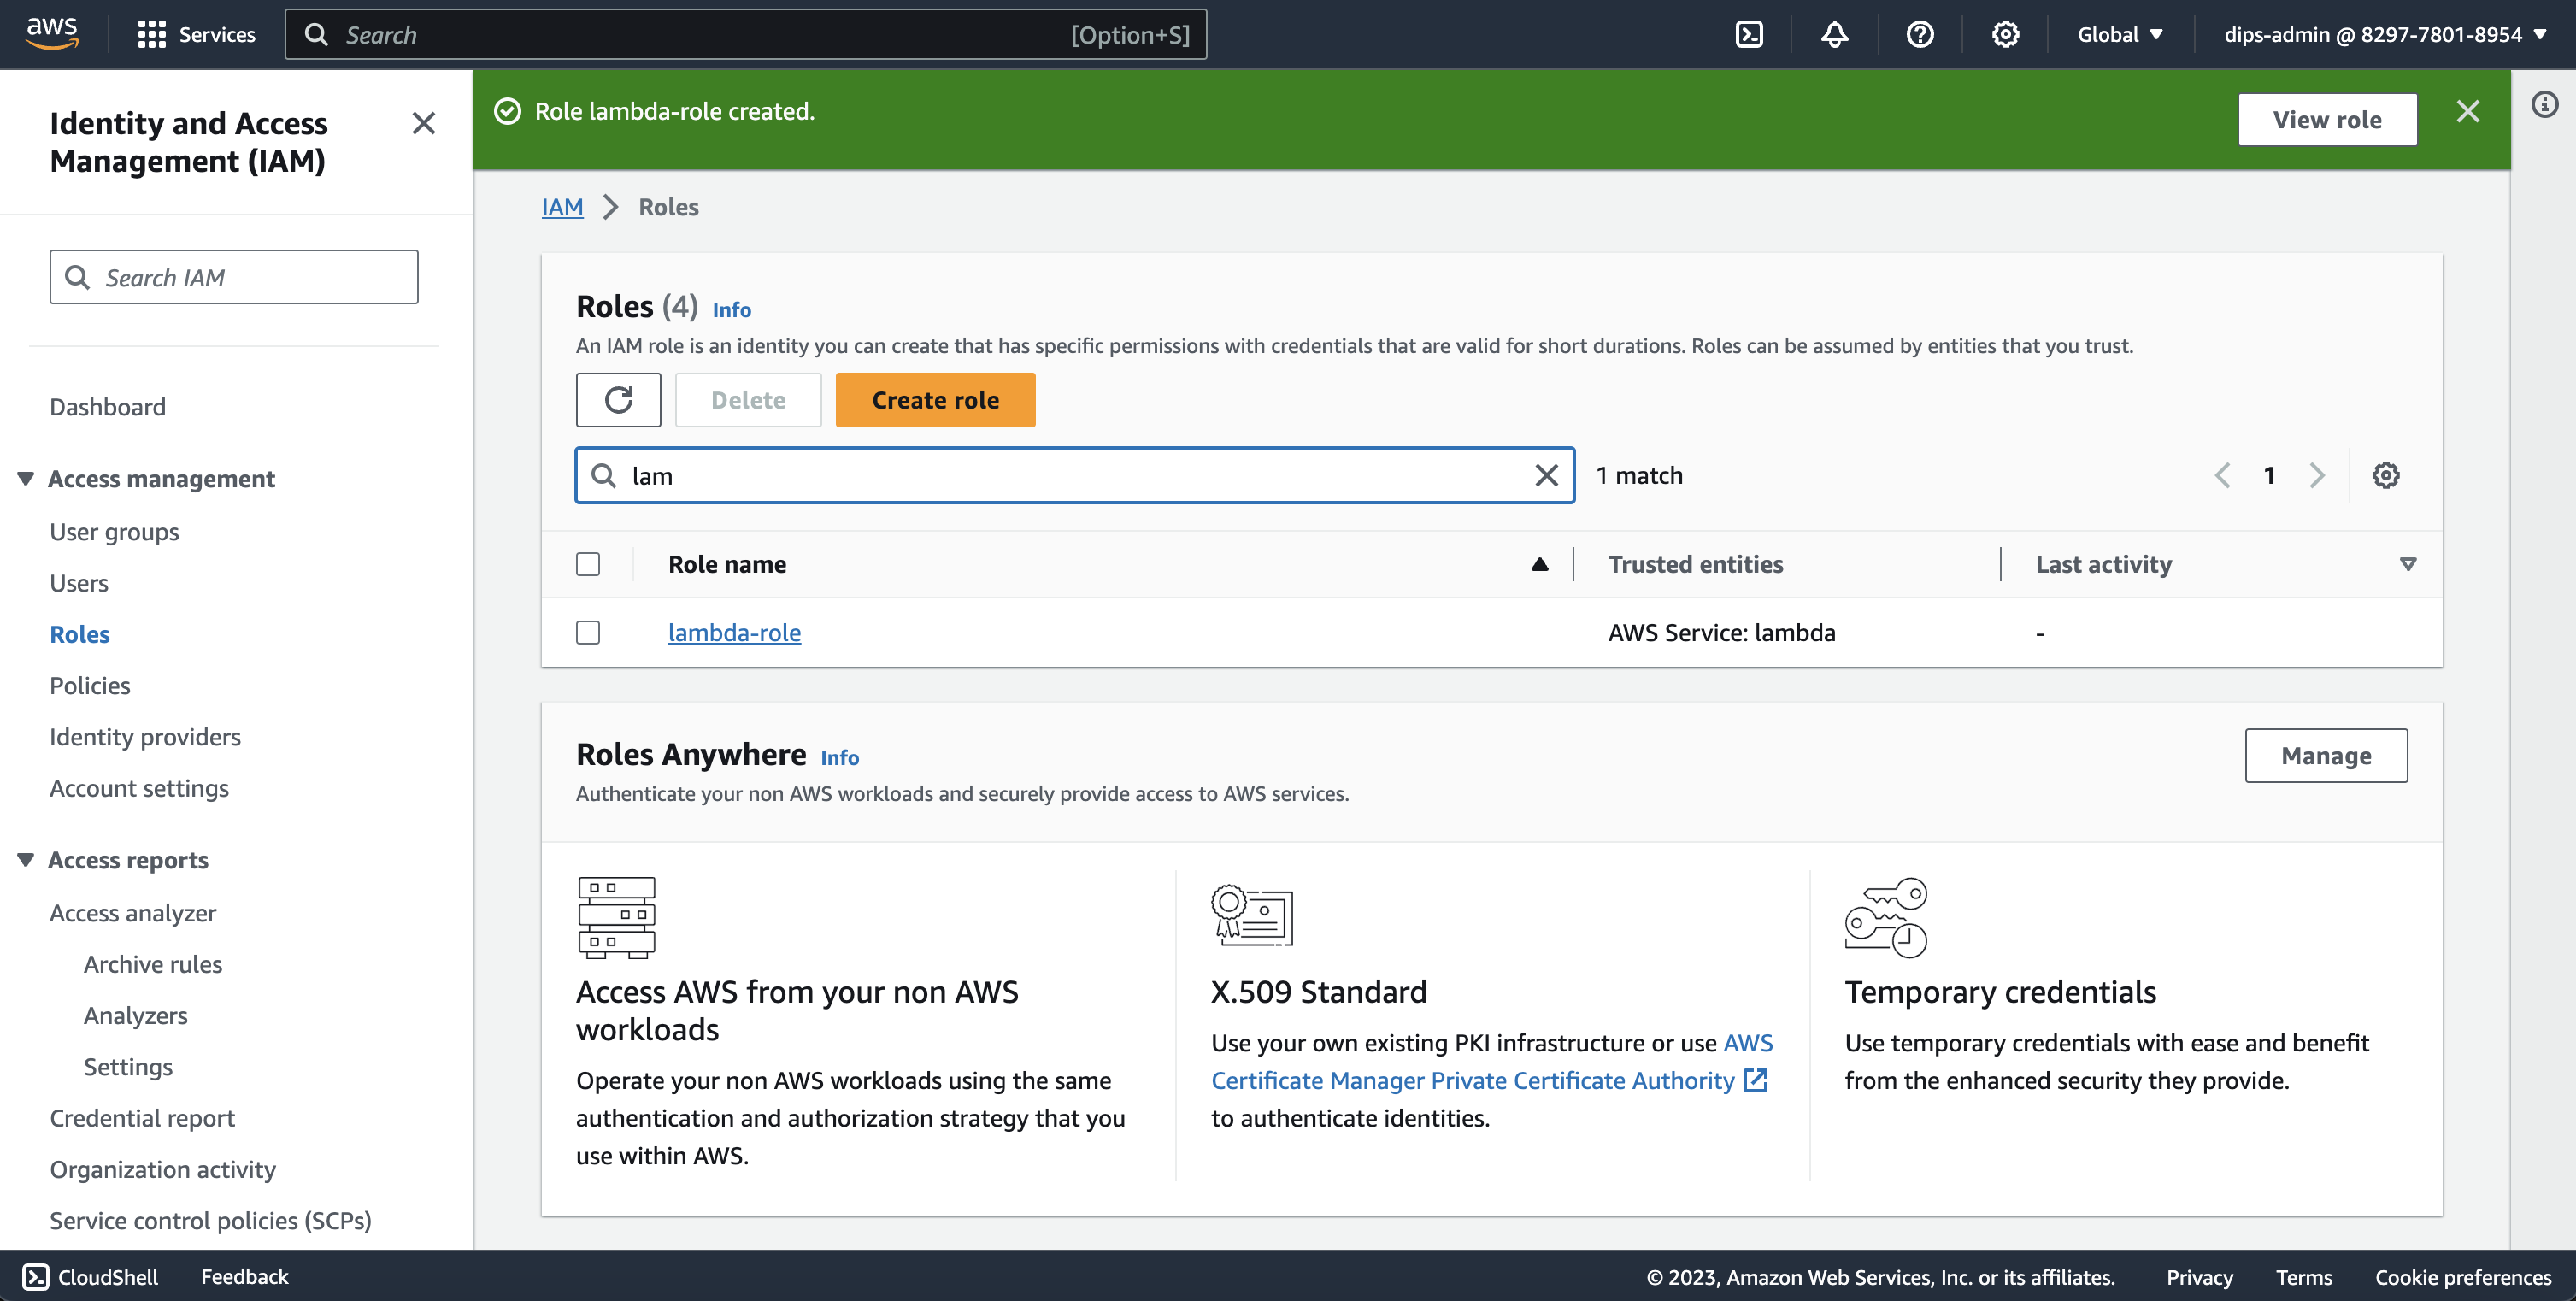 aws
Services
Search
[Option+S]
Global
dips-admin @ 8297-7801-8954
Identity and Access
Management (IAM)
Search IAM
Dashboard
Access management
User groups
Users
Roles
Policies
Identity providers
Account settings
Access reports
Access analyzer
Archive rules
Analyzers
Settings
Credential report
Organization activity
Service control policies (SCPs)
Role lambda-role created.
View role
IAM
Roles
Roles (4) Info
An IAM role is an identity you can create that has specific permissions with credentials that are valid for short durations. Roles can be assumed by entities that you trust.
Delete
Create role
lam
1 match
1
Role name
Trusted entities
Last activity
lambda-role
AWS Service: lambda
-
Roles Anywhere Info
Manage
Authenticate your non AWS workloads and securely provide access to AWS services.
Access AWS from your non AWS
workloads
Operate your non AWS workloads using the same
authentication and authorization strategy that you
use within AWS.
X.509 Standard
Use your own existing PKI infrastructure or use AWS
Certificate Manager Private Certificate Authority
to authenticate identities.
Temporary credentials
Use temporary credentials with ease and benefit
from the enhanced security they provide.
CloudShell
Feedback
© 2023, Amazon Web Services, Inc. or its affiliates.
Privacy
Terms
Cookie preferences